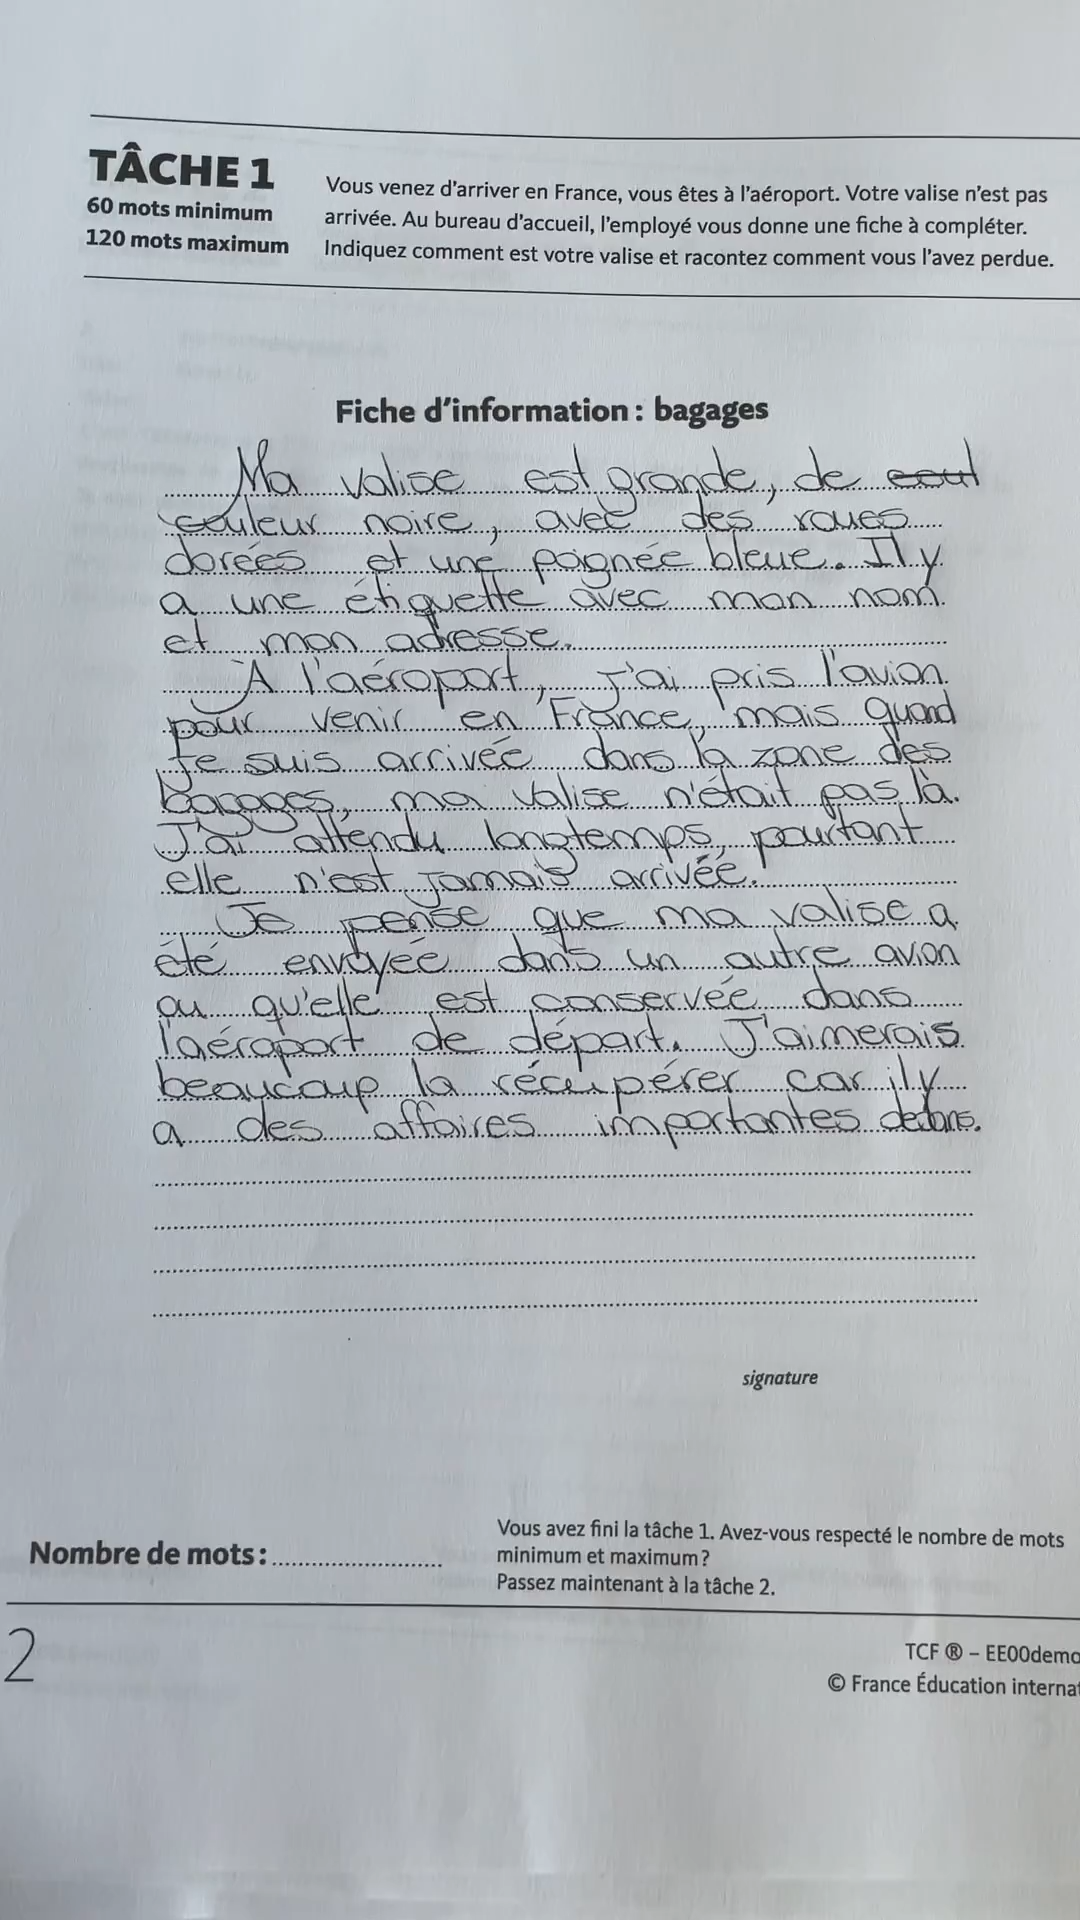 TÂCHE 1
60 mots minimum
120 mots maximum
Vous venez d'arriver en France, vous êtes à l'aéroport. Votre valise n'est pas
arrivée. Au bureau d'accueil, l'employé vous donne une fiche à compléter.
Indiquez comment est votre valise et racontez comment vous l'avez perdue.
Fiche d'information : bagages
Ma valise est grande, de coul
couleur noire, avec des roues
dorées et une poignée bleue. Il y
a une étiquette avec mon nom
et mon adresse.
À l'aéroport, j'ai pris l'avion
pour venir en France, mais quand
je suis arrivée dans la zone des
bagages, ma valise n'était pas là.
J'ai attendu longtemps, pourtant
elle n'est jamais arrivée.
Je pense que ma valise a
été envoyée dans un autre avion
ou qu'elle est conservée dans
l'aéroport de départ. J'aimerais
beaucoup la récupérer car il y
a des affaires importantes dedans.
signature
Nombre de mots :
Vous avez fini la tâche 1. Avez-vous respecté le nombre de mots
minimum et maximum ?
Passez maintenant à la tâche 2.
2
TCF ® – EE00demo
© France Éducation internat